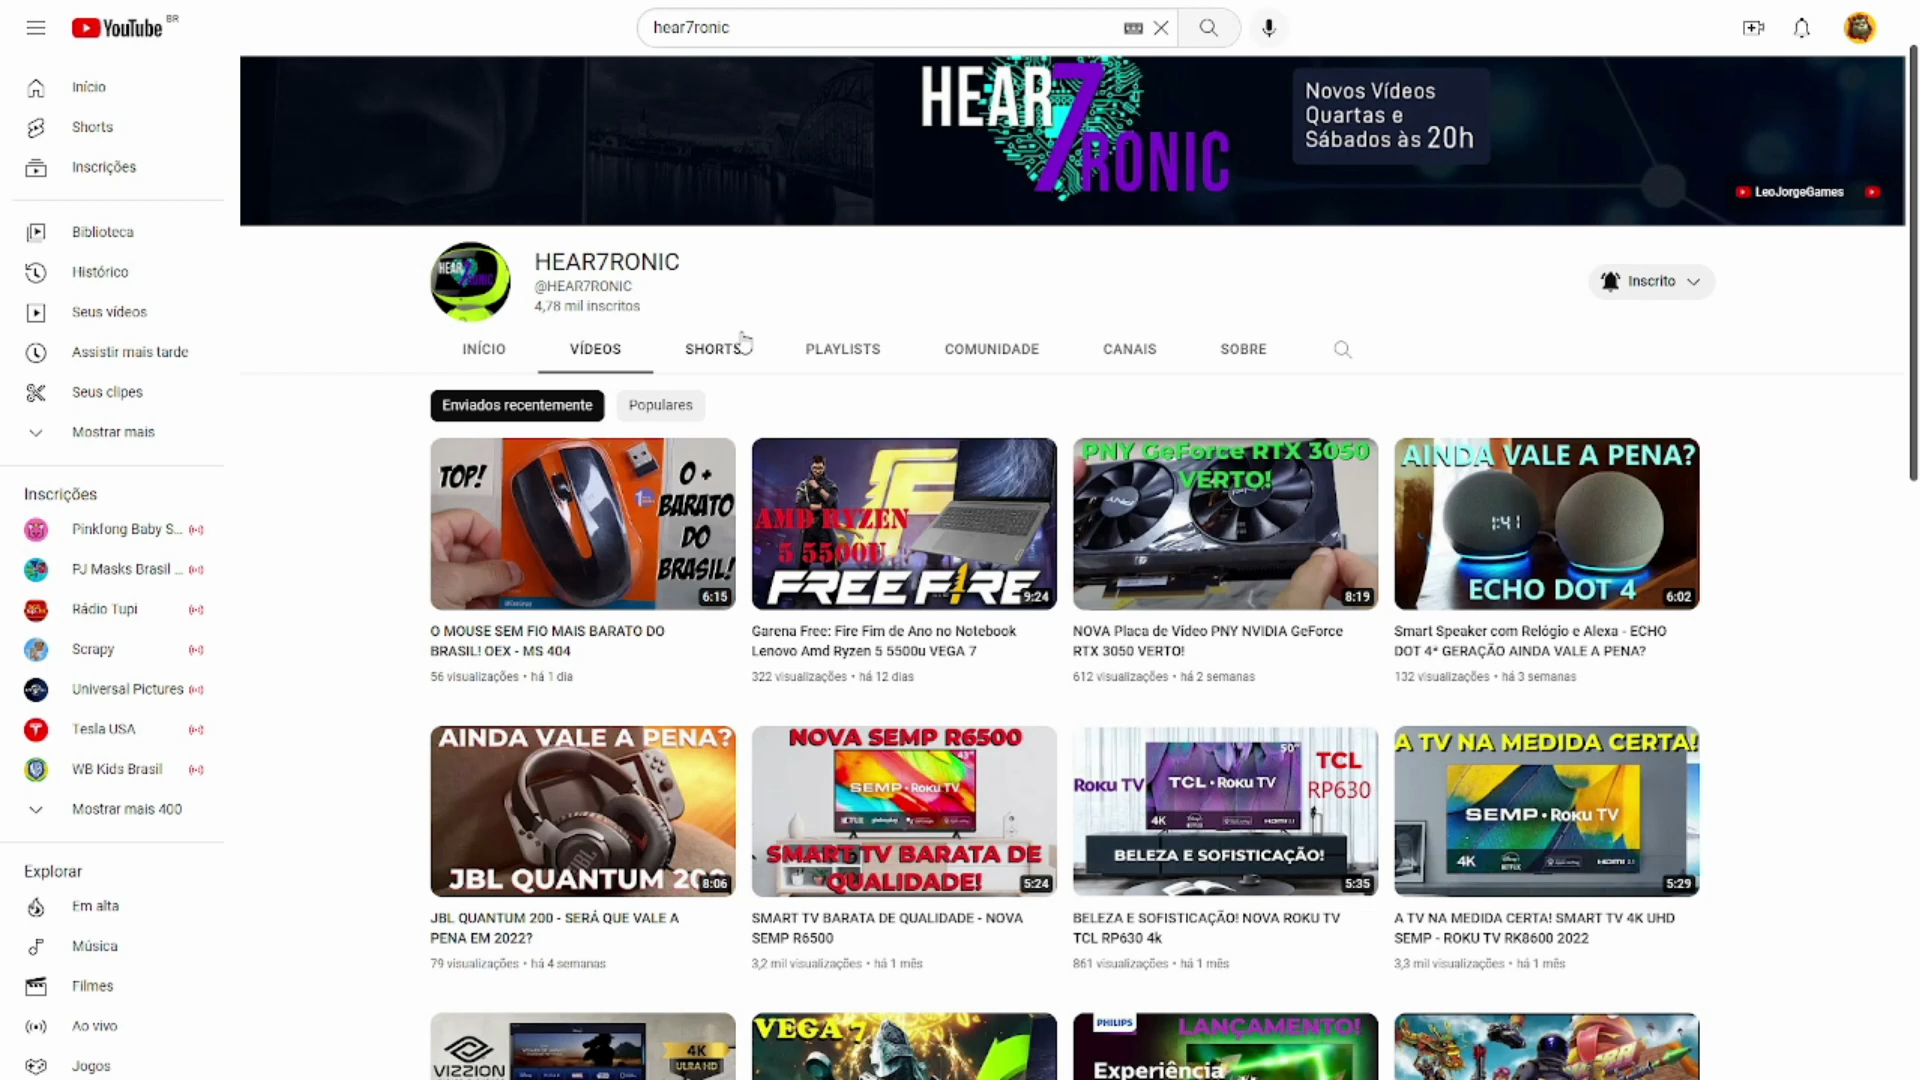 YouTube BR
hear7ronic
Início
Shorts
Inscrições
Biblioteca
Histórico
Seus vídeos
Assistir mais tarde
Seus clipes
Mostrar mais
Inscrições
Pinkfong Baby S...
PJ Masks Brasil ...
Rádio Tupi
Scrapy
Universal Pictures
Tesla USA
WB Kids Brasil
Mostrar mais 400
Explorar
Em alta
Música
Filmes
Ao vivo
Jogos
HEAR7RONIC
Novos Vídeos
Quartas e
Sábados às 20h
LeoJorgeGames
HEAR7RONIC
@HEAR7RONIC
4,78 mil inscritos
Inscrito
INÍCIO
VÍDEOS
SHORTS
PLAYLISTS
COMUNIDADE
CANAIS
SOBRE
Enviados recentemente
Populares
TOP!
O +
BARATO
DO
BRASIL!
6:15
O MOUSE SEM FIO MAIS BARATO DO
BRASIL! OEX - MS 404
56 visualizações • há 1 dia
AMD RYZEN
5 5500U
FREE FIRE
9:24
Garena Free: Fire Fim de Ano no Notebook
Lenovo Amd Ryzen 5 5500u VEGA 7
322 visualizações • há 12 dias
PNY GeForce RTX 3050
VERTO!
8:19
NOVA Placa de Vídeo PNY NVIDIA GeForce
RTX 3050 VERTO!
612 visualizações • há 2 semanas
AINDA VALE A PENA?
1:41
ECHO DOT 4
6:02
Smart Speaker com Relógio e Alexa - ECHO
DOT 4ª GERAÇÃO AINDA VALE A PENA?
132 visualizações • há 3 semanas
AINDA VALE A PENA?
JBL
JBL QUANTUM 200
8:06
JBL QUANTUM 200 - SERÁ QUE VALE A
PENA EM 2022?
79 visualizações • há 4 semanas
NOVA SEMP R6500
43"
SEMP • Roku TV
SMART TV BARATA DE
QUALIDADE!
5:24
SMART TV BARATA DE QUALIDADE - NOVA
SEMP R6500
3,2 mil visualizações • há 1 mês
50"
Roku TV
TCL • Roku TV
TCL
RP630
4K
BELEZA E SOFISTICAÇÃO!
5:35
BELEZA E SOFISTICAÇÃO! NOVA ROKU TV
TCL RP630 4k
861 visualizações • há 1 mês
A TV NA MEDIDA CERTA!
SEMP • Roku TV
4K
NETFLIX
HDMI 2.1
5:29
A TV NA MEDIDA CERTA! SMART TV 4K UHD
SEMP - ROKU TV RK8600 2022
3,3 mil visualizações • há 1 mês
VIZZION
4K
ULRA HD
VEGA 7
PHILIPS
LANÇAMENTO!
Experiência